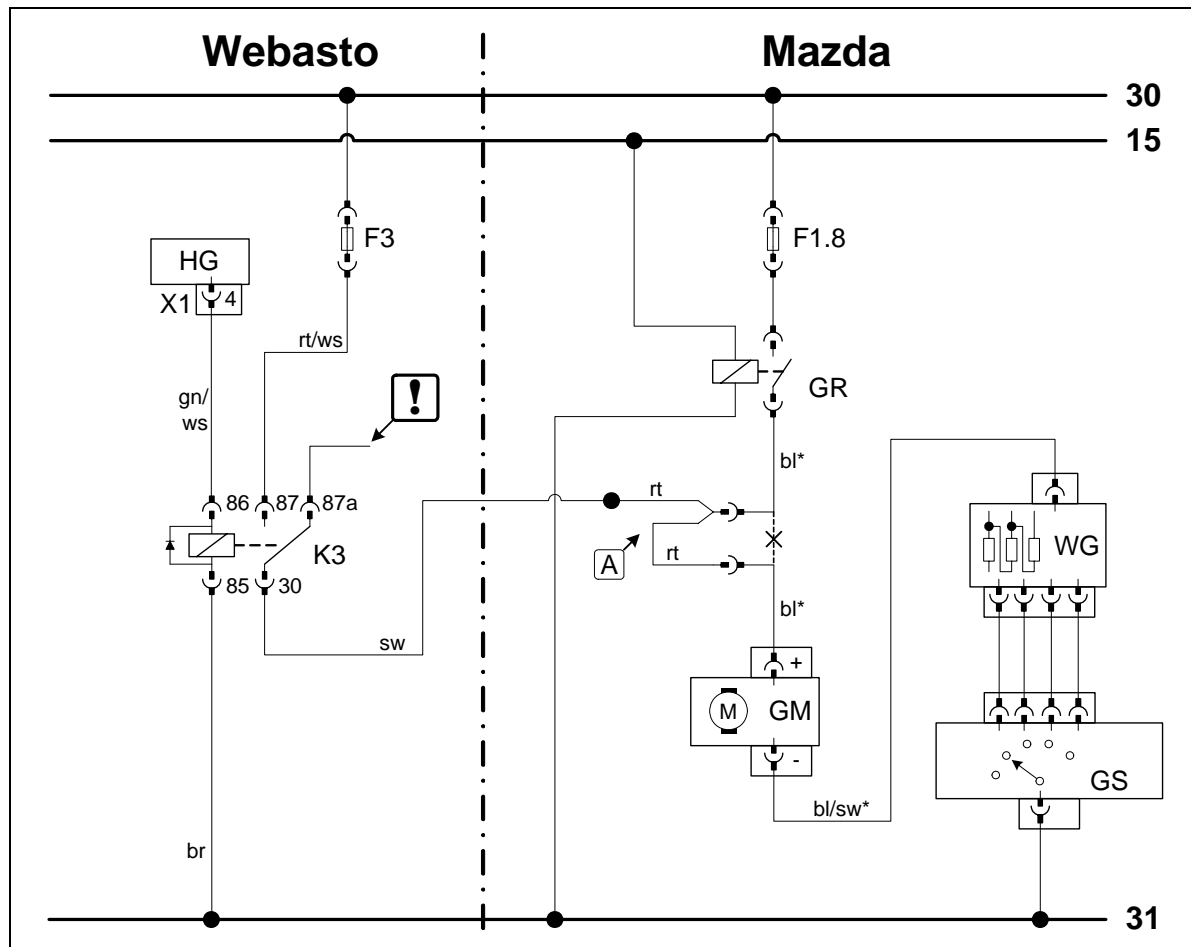 Webasto
Mazda
30
15
F3
F1.8
HG
X1
4
rt/ws
gn/
ws
!
GR
bl*
86
87
87a
rt
K3
A
rt
WG
85
30
bl*
sw
+
M
GM
-
GS
bl/sw*
br
31